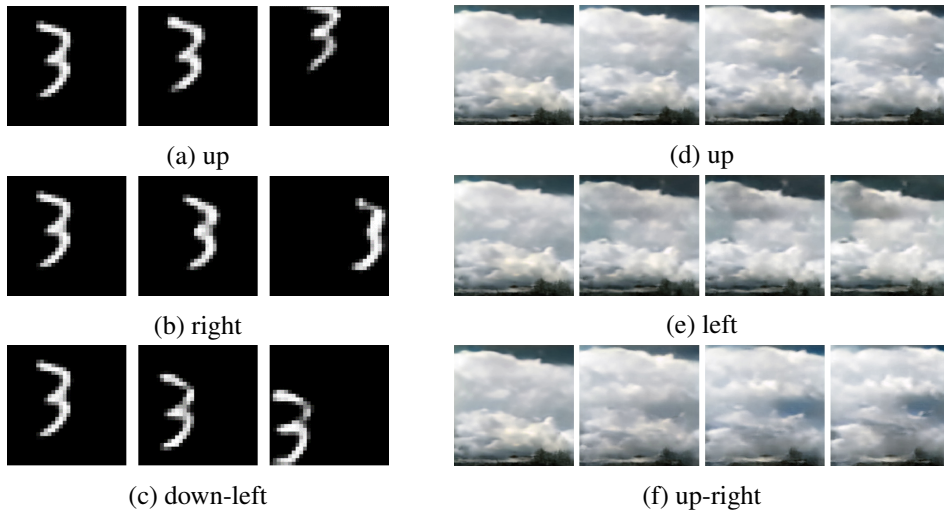 (a) up
(d) up
(b) right
(e) left
(c) down-left
(f) up-right